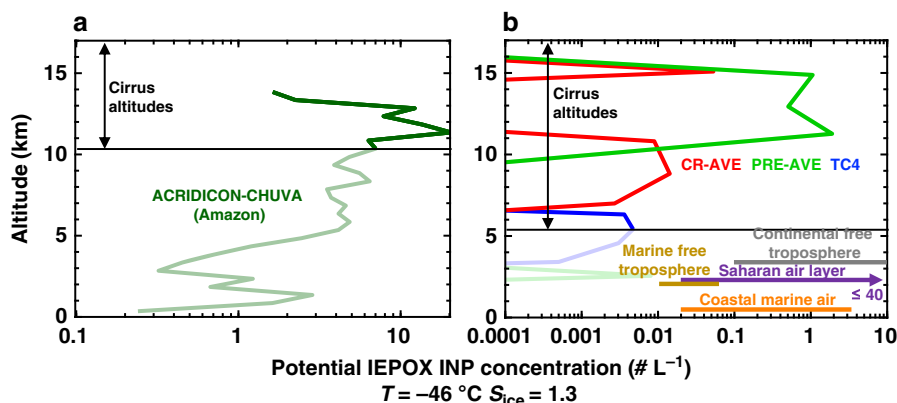 a
b
Altitude (km)
15
10
5
0
Cirrus
altitudes
ACRIDICON-CHUVA
(Amazon)
0.1
1
10
15
10
5
0
Cirrus
altitudes
CR-AVE PRE-AVE TC4
Continental free
troposphere
Marine free
troposphere
Saharan air layer
≤ 40
Coastal marine air
0.0001
0.001
0.01
0.1
1
10
Potential IEPOX INP concentration (# L⁻¹)
T = −46 °C S_ice = 1.3